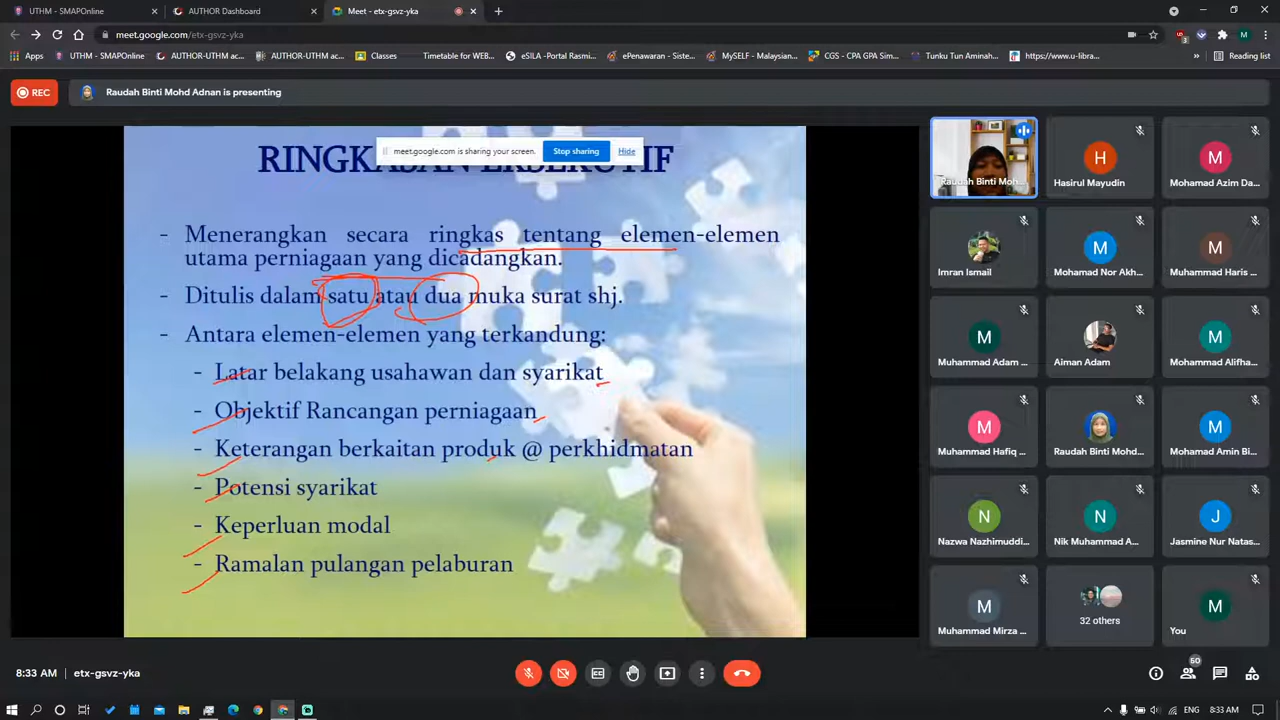 UTHM - SMAPOnline
AUTHOR Dashboard
Meet - etx-gsvz-yka
meet.google.com/etx-gsvz-yka
Apps
UTHM - SMAPOnline
AUTHOR-UTHM ac...
AUTHOR-UTHM ac...
Classes
Timetable for WEB...
eSILA -Portal Rasmi...
ePenawaran - Siste...
MySELF - Malaysian...
CGS - CPA GPA Sim...
Tunku Tun Aminah...
https://www.u-libra...
»
Reading list
REC
Raudah Binti Mohd Adnan is presenting
meet.google.com is sharing your screen.
Stop sharing
Hide
- Menerangkan secara ringkas tentang elemen-elemen
utama perniagaan yang dicadangkan.
- Ditulis dalam satu atau dua muka surat shj.
- Antara elemen-elemen yang terkandung:
- Latar belakang usahawan dan syarikat
- Objektif Rancangan perniagaan
- Keterangan berkaitan produk @ perkhidmatan
- Potensi syarikat
- Keperluan modal
- Ramalan pulangan pelaburan
Raudah Binti Moh...
H
Hasirul Mayudin
M
Mohamad Azim Da...
Imran Ismail
M
Mohamad Nor Akh...
M
Muhammad Haris ...
M
Muhammad Adam ...
Aiman Adam
M
Mohammad Alifha...
M
Muhammad Hafiq ...
Raudah Binti Mohd...
M
Mohamad Amin Bi...
N
Nazwa Nazhimuddi...
N
Nik Muhammad A...
J
Jasmine Nur Natas...
M
Muhammad Mirza ...
32 others
M
You
8:33 AM
etx-gsvz-yka
50
ENG
8:33 AM